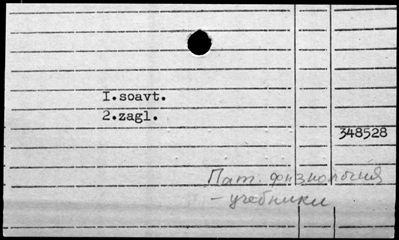 I.soavt.
2.zagl.
348528
Пат. физиология
- учебники